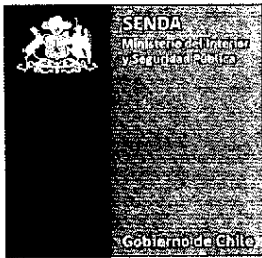 SENDA
Ministerio del Interior
y Seguridad Pública
Gobierno de Chile